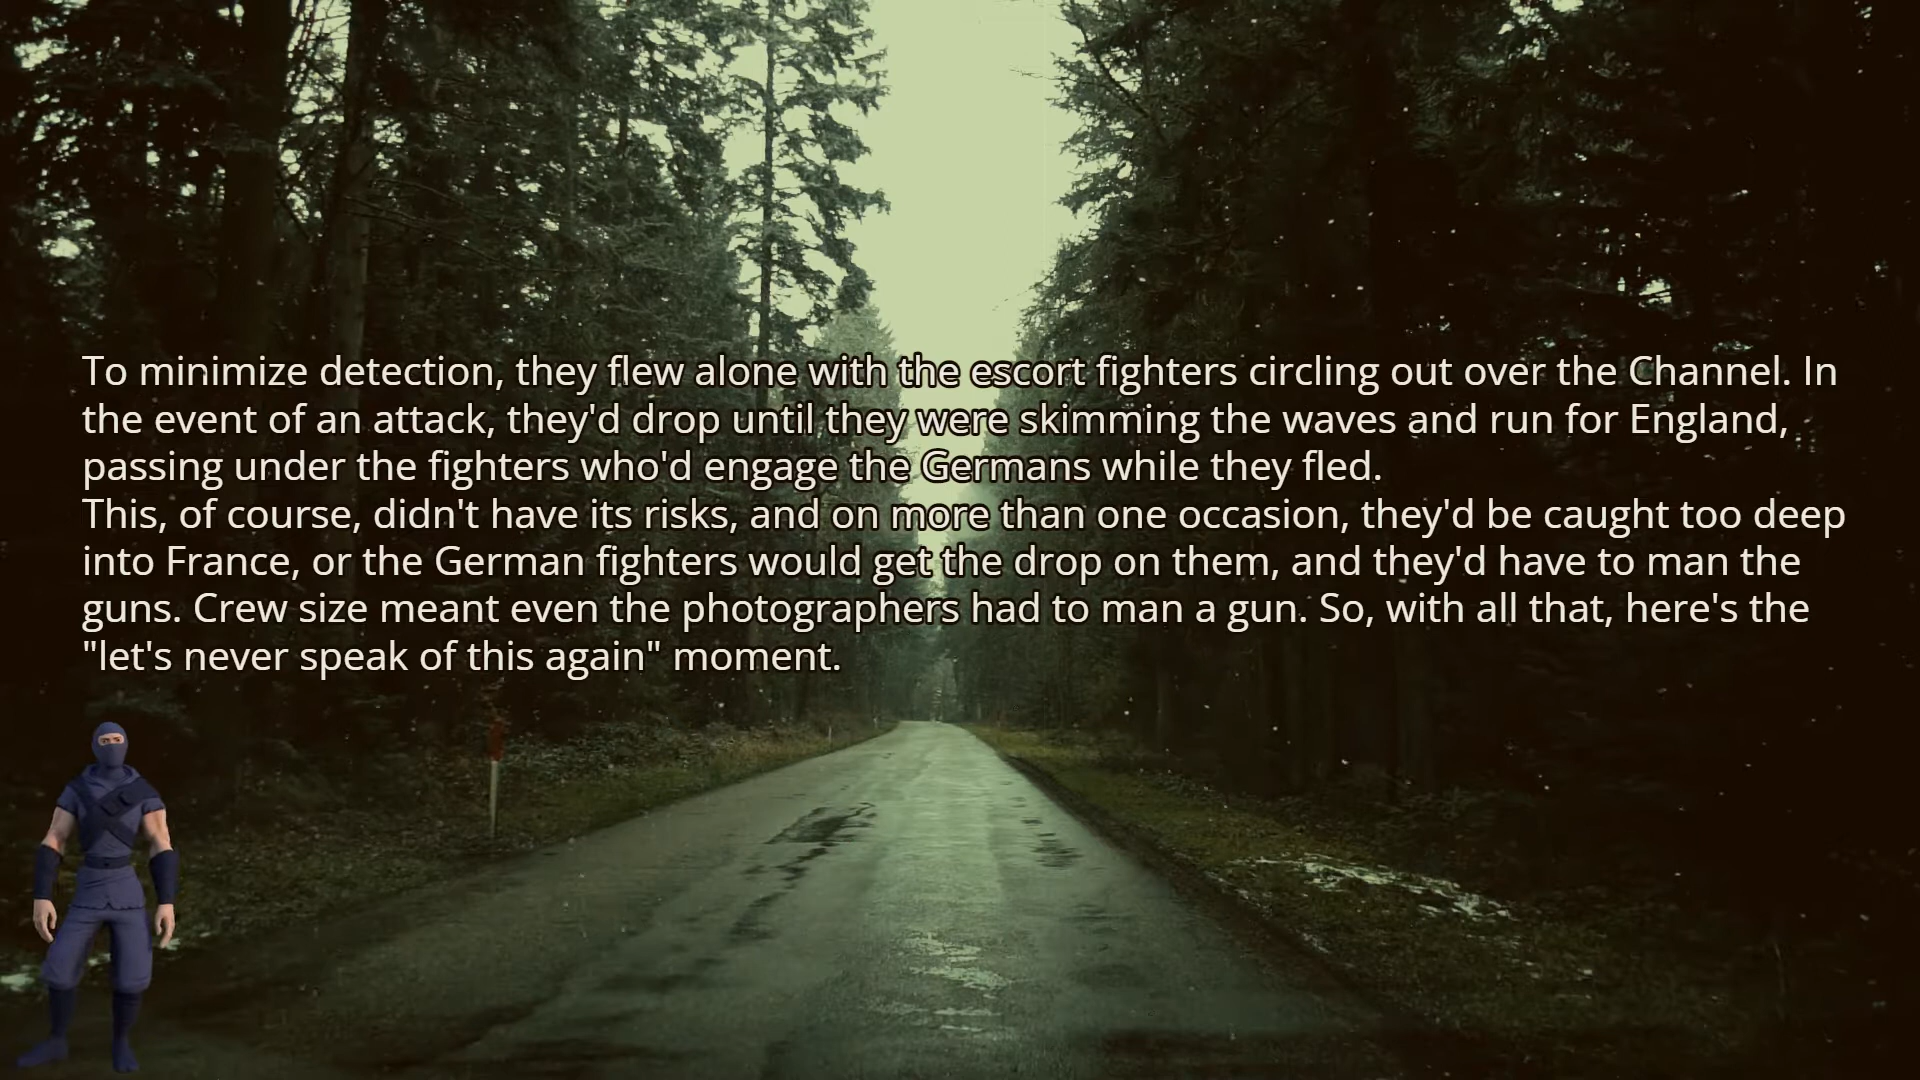 To minimize detection, they flew alone with the escort fighters circling out over the Channel. In
the event of an attack, they'd drop until they were skimming the waves and run for England,
passing under the fighters who'd engage the Germans while they fled.
This, of course, didn't have its risks, and on more than one occasion, they'd be caught too deep
into France, or the German fighters would get the drop on them, and they'd have to man the
guns. Crew size meant even the photographers had to man a gun. So, with all that, here's the
"let's never speak of this again" moment.